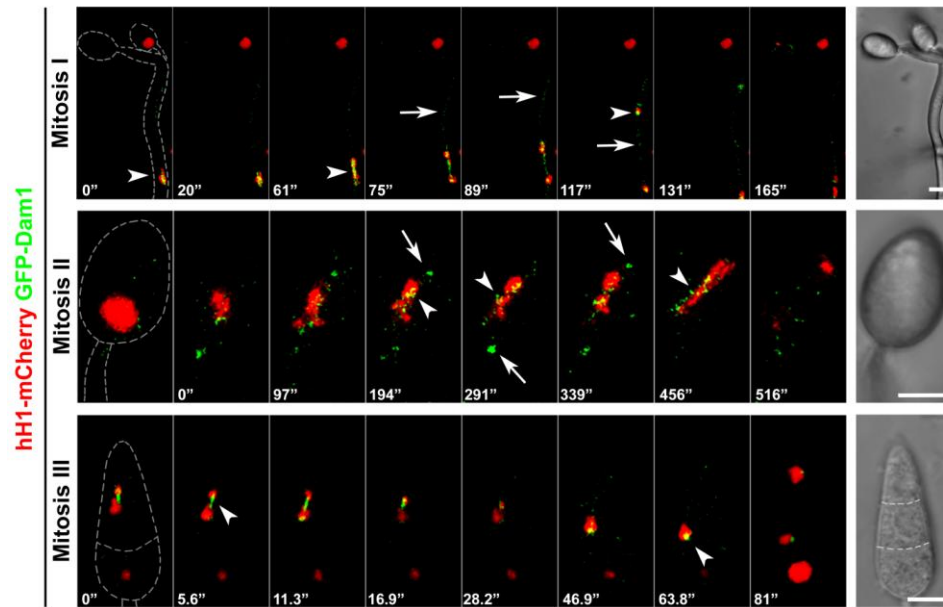 hH1-mCherry GFP-Dam1
Mitosis I
0” 20” 61” 75” 89” 117” 131” 165”
Mitosis II
0” 97” 194” 291” 339” 456” 516”
Mitosis III
0” 5.6” 11.3” 16.9” 28.2” 46.9” 63.8” 81”